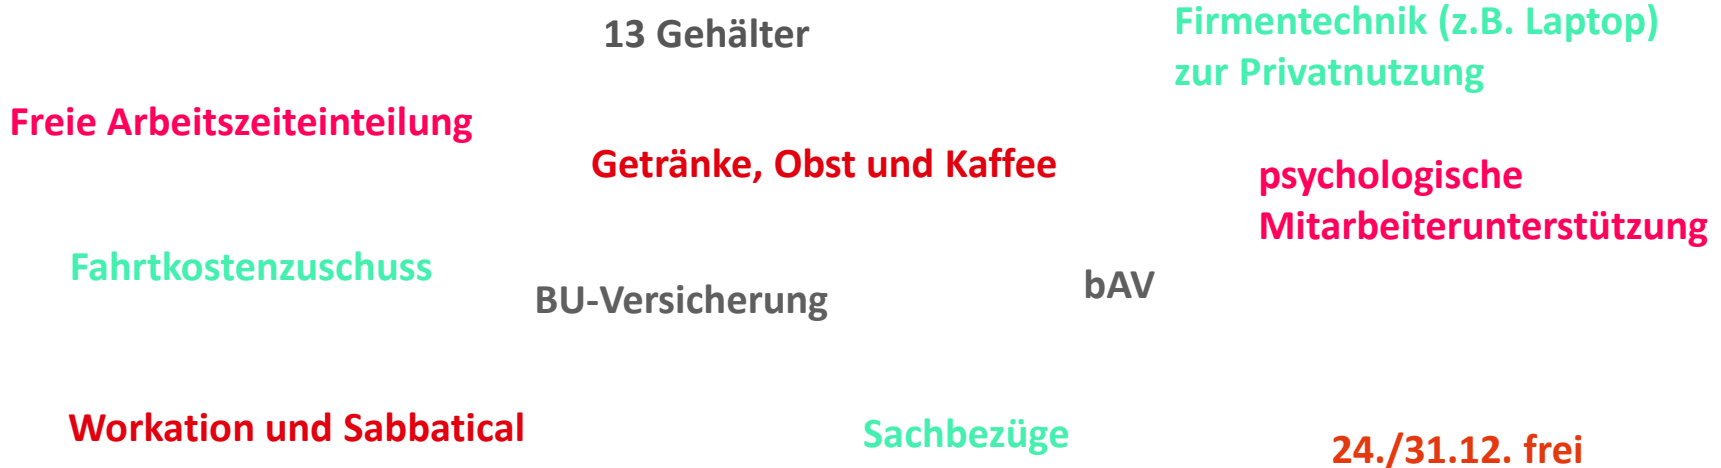 13 Gehälter
Firmentechnik (z.B. Laptop)
zur Privatnutzung
Freie Arbeitszeiteinteilung
Getränke, Obst und Kaffee
psychologische
Mitarbeiterunterstützung
Fahrtkostenzuschuss
BU-Versicherung
bAV
Workation und Sabbatical
Sachbezüge
24./31.12. frei